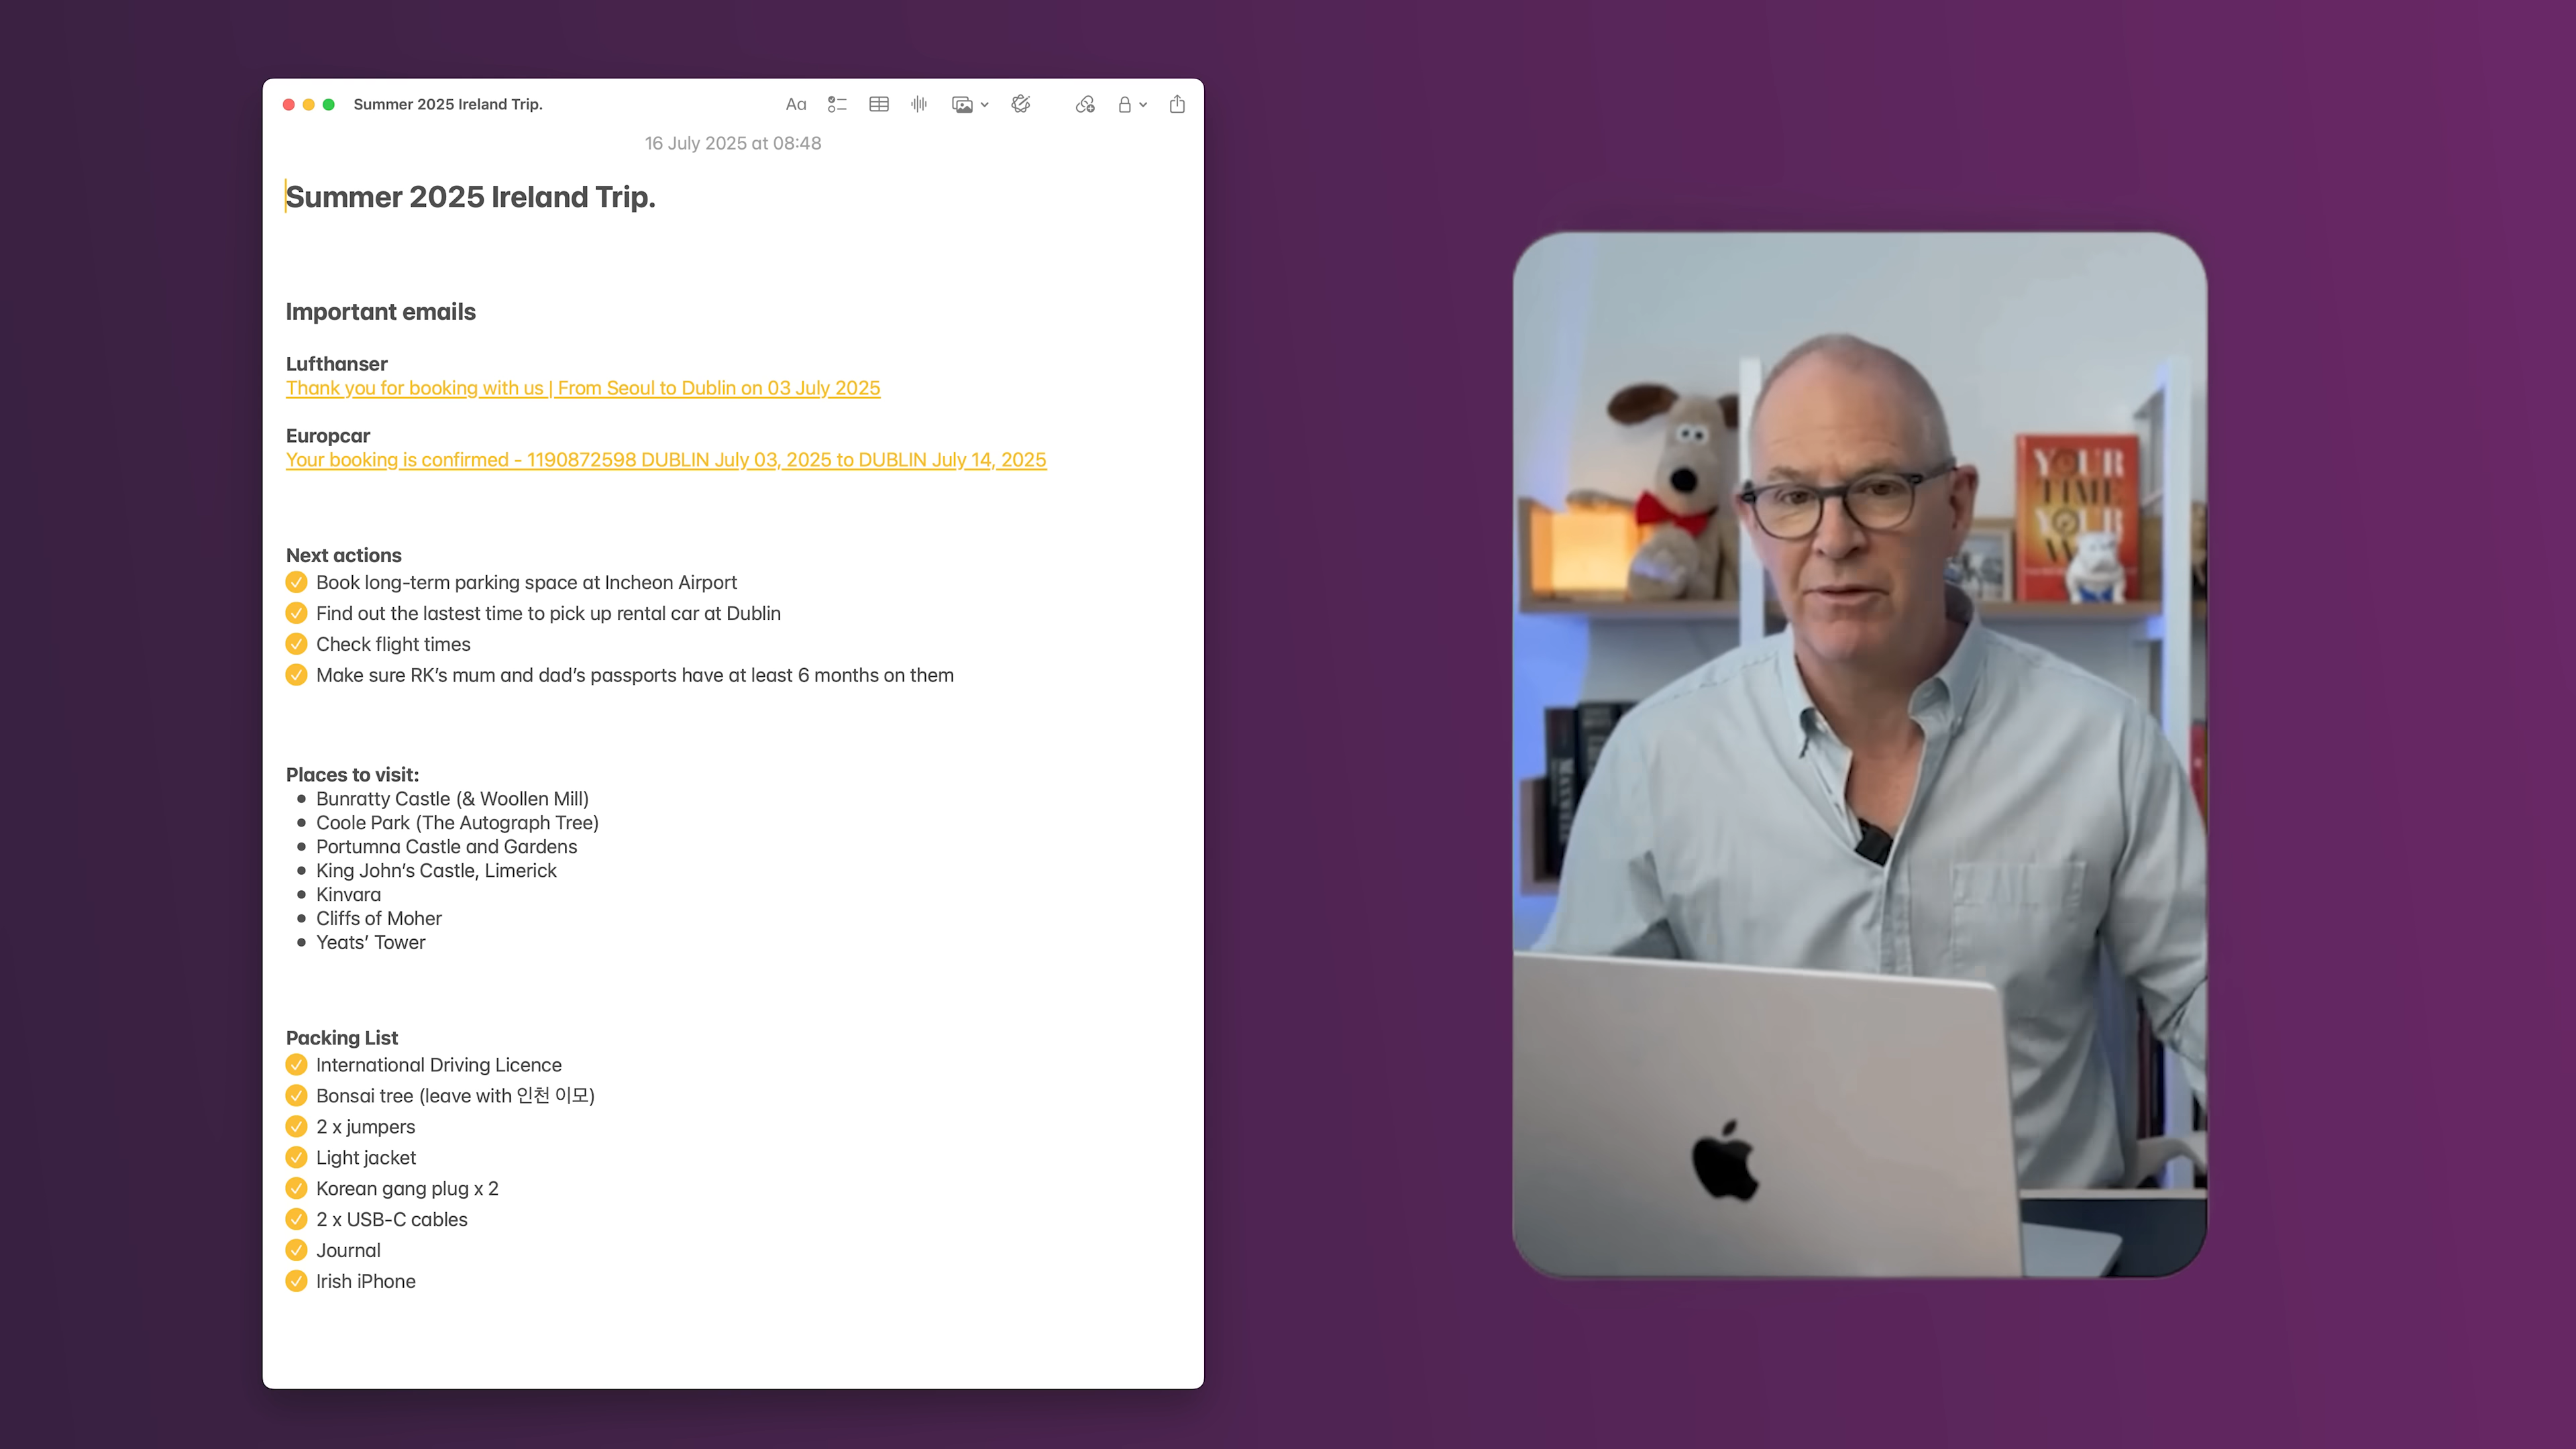 Summer 2025 Ireland Trip.
Aa
16 July 2025 at 08:48
Summer 2025 Ireland Trip.
Important emails
Lufthanser
Thank you for booking with us | From Seoul to Dublin on 03 July 2025
Europcar
Your booking is confirmed - 1190872598 DUBLIN July 03, 2025 to DUBLIN July 14, 2025
Next actions
Book long-term parking space at Incheon Airport
Find out the lastest time to pick up rental car at Dublin
Check flight times
Make sure RK’s mum and dad’s passports have at least 6 months on them
Places to visit:
Bunratty Castle (& Woollen Mill)
Coole Park (The Autograph Tree)
Portumna Castle and Gardens
King John’s Castle, Limerick
Kinvara
Cliffs of Moher
Yeats’ Tower
Packing List
International Driving Licence
Bonsai tree (leave with 인천 이모)
2 x jumpers
Light jacket
Korean gang plug x 2
2 x USB-C cables
Journal
Irish iPhone
YOUR
TIME
YOUR